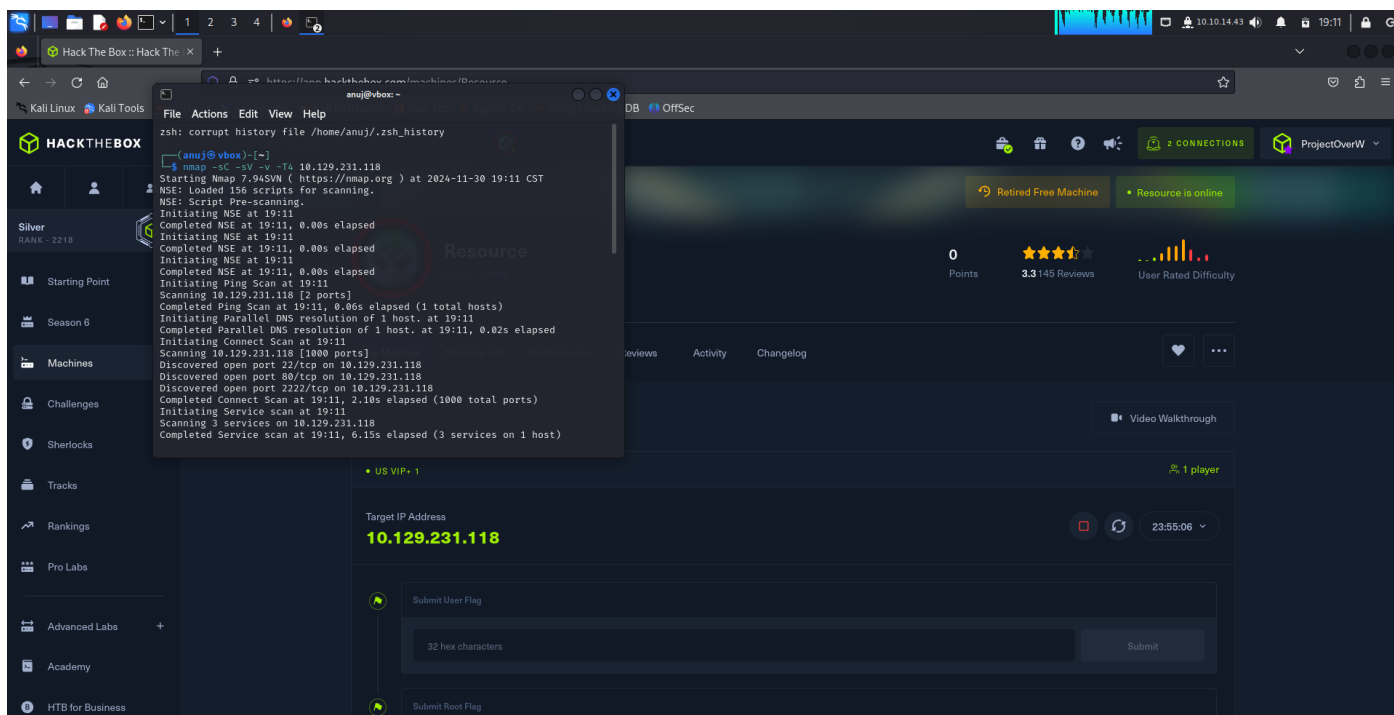 1 2 3 4
10.10.14.43
19:11
Hack The Box :: Hack The
https://app.hackthebox.com/machines/Resource
Kali Linux
Kali Tools
DB
OffSec
anuj@vbox: ~
File Actions Edit View Help
zsh: corrupt history file /home/anuj/.zsh_history
(anuj㉿vbox)-[~]
$ nmap -sC -sV -v -T4 10.129.231.118
Starting Nmap 7.94SVN ( https://nmap.org ) at 2024-11-30 19:11 CST
NSE: Loaded 156 scripts for scanning.
NSE: Script Pre-scanning.
Initiating NSE at 19:11
Completed NSE at 19:11, 0.00s elapsed
Initiating NSE at 19:11
Completed NSE at 19:11, 0.00s elapsed
Initiating NSE at 19:11
Completed NSE at 19:11, 0.00s elapsed
Initiating Ping Scan at 19:11
Scanning 10.129.231.118 [2 ports]
Completed Ping Scan at 19:11, 0.06s elapsed (1 total hosts)
Initiating Parallel DNS resolution of 1 host. at 19:11
Completed Parallel DNS resolution of 1 host. at 19:11, 0.02s elapsed
Initiating Connect Scan at 19:11
Scanning 10.129.231.118 [1000 ports]
Discovered open port 22/tcp on 10.129.231.118
Discovered open port 80/tcp on 10.129.231.118
Discovered open port 2222/tcp on 10.129.231.118
Completed Connect Scan at 19:11, 2.10s elapsed (1000 total ports)
Initiating Service scan at 19:11
Scanning 3 services on 10.129.231.118
Completed Service scan at 19:11, 6.15s elapsed (3 services on 1 host)
HACKTHEBOX
2 CONNECTIONS
ProjectOverW
Silver
RANK - 2218
Starting Point
Season 6
Machines
Challenges
Sherlocks
Tracks
Rankings
Pro Labs
Advanced Labs +
Academy
HTB for Business
Retired Free Machine
Resource is online
Resource
0
Points
3.3 145 Reviews
User Rated Difficulty
Reviews
Activity
Changelog
Video Walkthrough
US VIP+ 1
1 player
Target IP Address
10.129.231.118
23:55:06
Submit User Flag
32 hex characters
Submit
Submit Root Flag